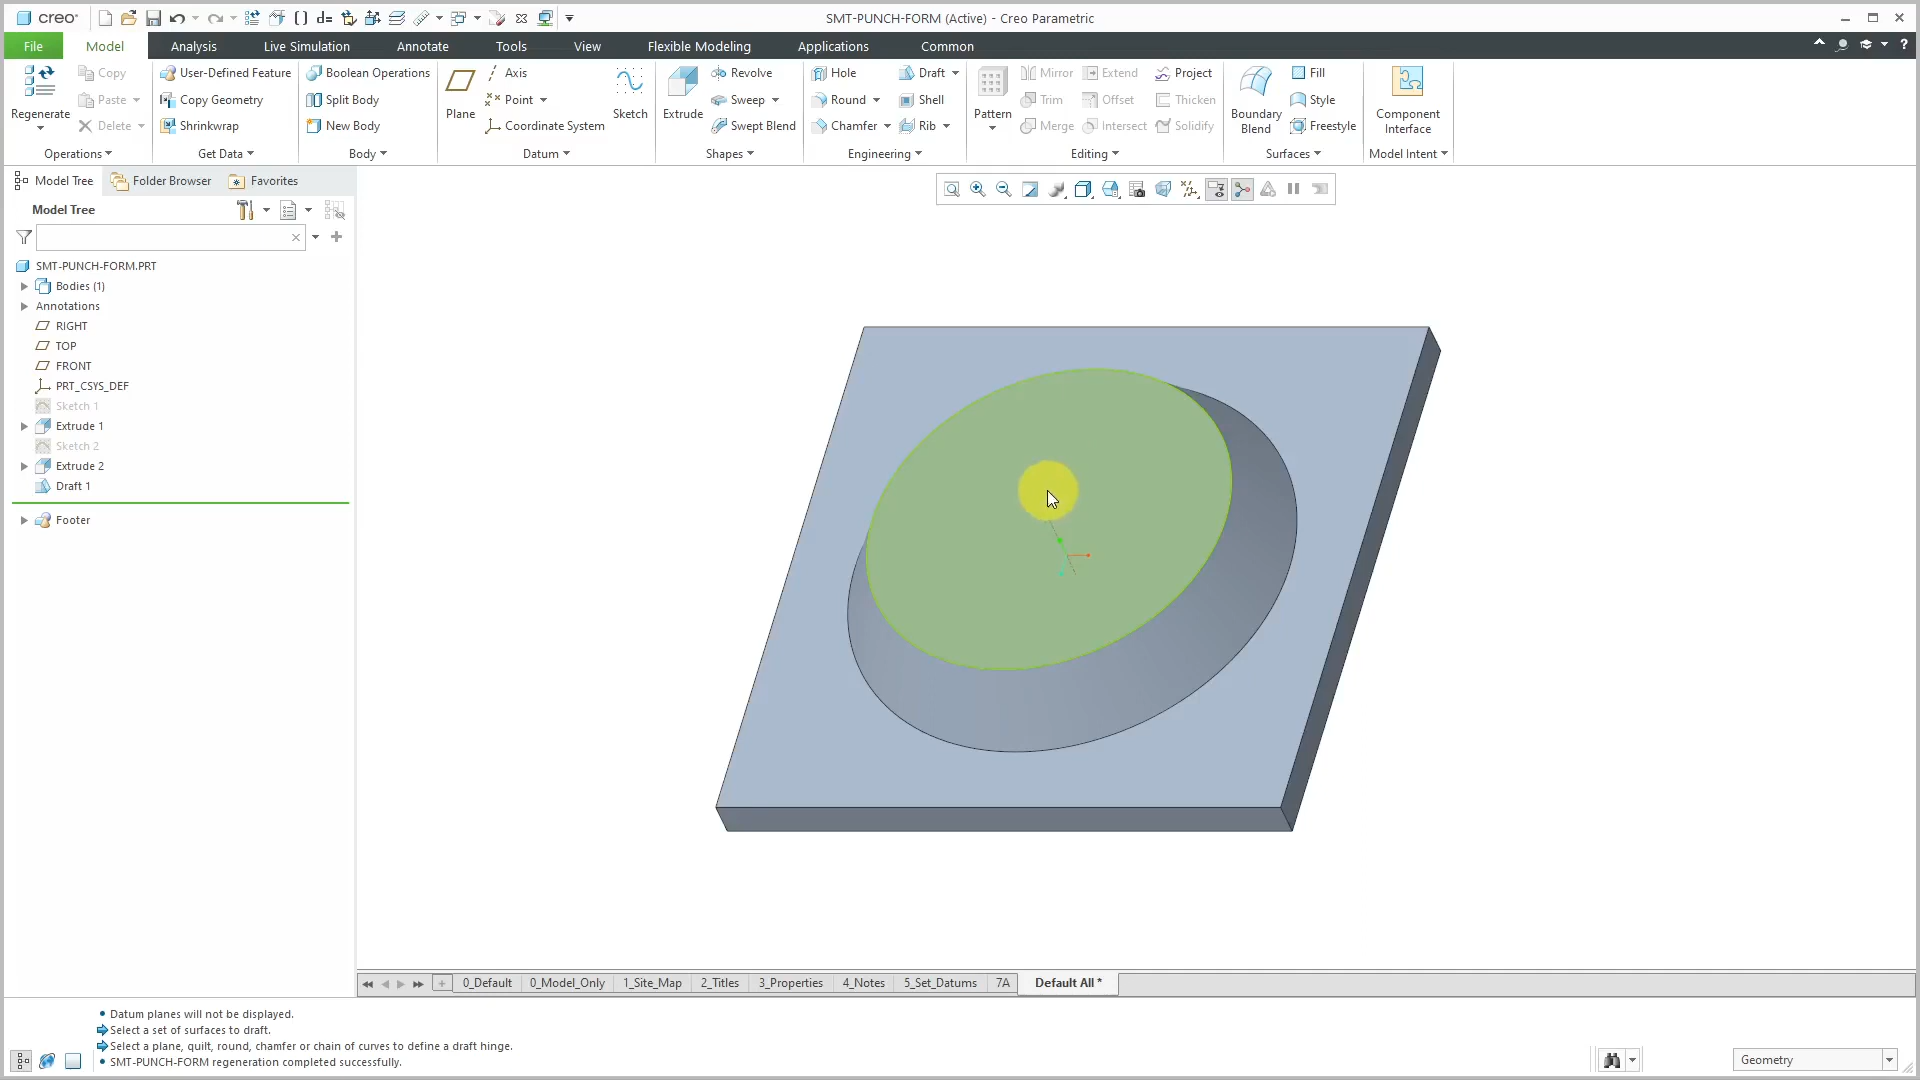 creo
d=
SMT-PUNCH-FORM (Active) - Creo Parametric
File Model Analysis Live Simulation Annotate Tools View Flexible Modeling Applications Common
Regenerate
Copy
Paste
Delete
Operations
User-Defined Feature
Copy Geometry
Shrinkwrap
Get Data
Boolean Operations
Split Body
New Body
Body
Plane
Axis
Point
Coordinate System
Sketch
Datum
Extrude
Revolve
Sweep
Swept Blend
Shapes
Hole
Round
Chamfer
Draft
Shell
Rib
Engineering
Pattern
Mirror
Trim
Merge
Extend
Offset
Intersect
Project
Thicken
Solidify
Editing
Boundary
Blend
Fill
Style
Freestyle
Surfaces
Component
Interface
Model Intent
Model Tree Folder Browser Favorites
Model Tree
SMT-PUNCH-FORM.PRT
Bodies (1)
Annotations
RIGHT
TOP
FRONT
PRT_CSYS_DEF
Sketch 1
Extrude 1
Sketch 2
Extrude 2
Draft 1
Footer
0_Default 0_Model_Only 1_Site_Map 2_Titles 3_Properties 4_Notes 5_Set_Datums 7A Default All *
• Datum planes will not be displayed.
Select a set of surfaces to draft.
Select a plane, quilt, round, chamfer or chain of curves to define a draft hinge.
• SMT-PUNCH-FORM regeneration completed successfully.
Geometry